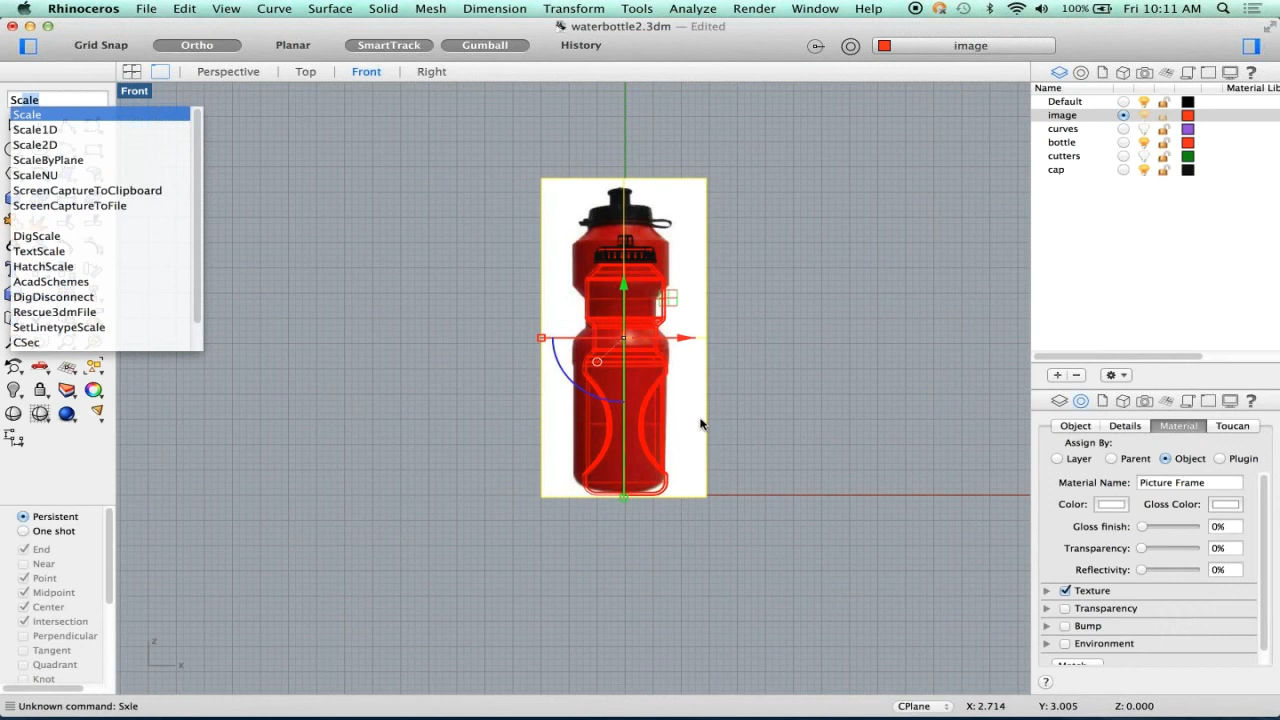 Rhinoceros File Edit View Curve Surface Solid Mesh Dimension Transform Tools Analyze Render Window Help 100% Fri 10:11 AM
waterbottle2.3dm — Edited
Grid Snap Ortho Planar SmartTrack Gumball History image
Perspective Top Front Right
Front
Scale
Scale
Scale1D
Scale2D
ScaleByPlane
ScaleNU
ScreenCaptureToClipboard
ScreenCaptureToFile
DigScale
TextScale
HatchScale
AcadSchemes
DigDisconnect
Rescue3dmFile
SetLinetypeScale
CSec
Persistent
One shot
End
Near
Point
Midpoint
Center
Intersection
Perpendicular
Tangent
Quadrant
Knot
z
x
Name Material Lib
Default
image
curves
bottle
cutters
cap
Object Details Material Toucan
Assign By:
Layer Parent Object Plugin
Material Name: Picture Frame
Color: Gloss Color:
Gloss finish: 0%
Transparency: 0%
Reflectivity: 0%
Texture
Transparency
Bump
Environment
Match...
Unknown command: Sxle CPlane X: 2.714 Y: 3.005 Z: 0.000